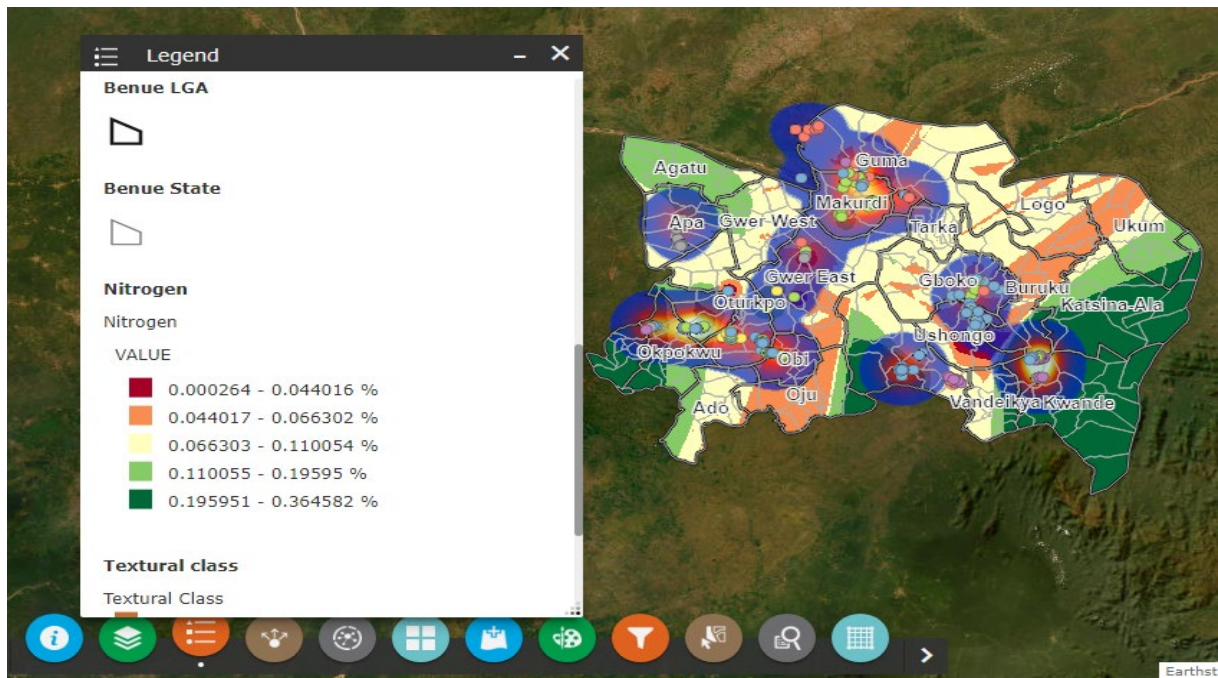 Legend
Benue LGA
Benue State
Nitrogen
Nitrogen
VALUE
0.000264 - 0.044016 %
0.044017 - 0.066302 %
0.066303 - 0.110054 %
0.110055 - 0.19595 %
0.195951 - 0.364582 %
Textural class
Textural Class
Agatu
Guma
Apa
Gwer West
Makurdi
Tarka
Logo
Ukum
Gwer East
Gboko
Buruku
Katsina-Ala
Oturkpo
Ushongo
Okpokwu
Obi
Oju
Ado
Vandeikya
Kwande
Earthst